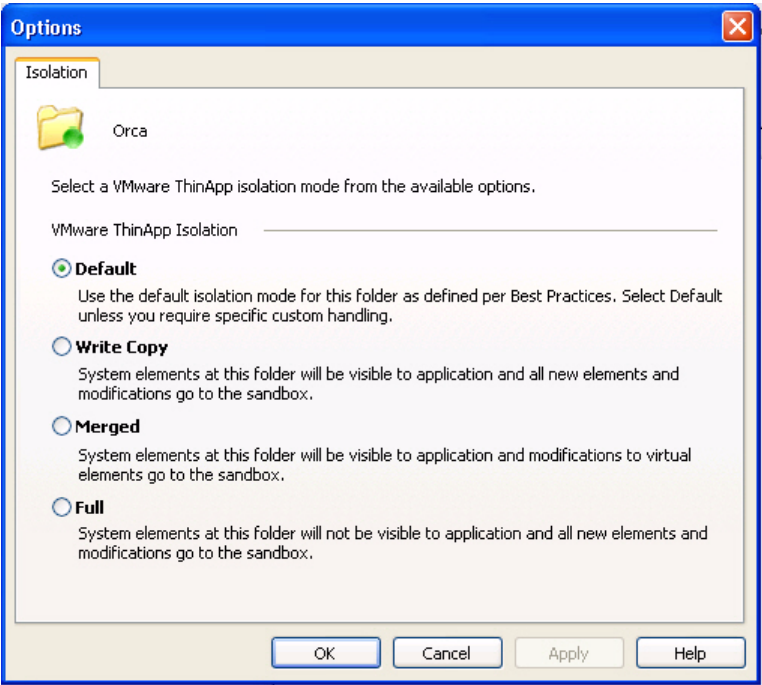 Options
Isolation
Orca
Select a VMware ThinApp isolation mode from the available options.
VMware ThinApp Isolation
Default
Use the default isolation mode for this folder as defined per Best Practices. Select Default
unless you require specific custom handling.
Write Copy
System elements at this folder will be visible to application and all new elements and
modifications go to the sandbox.
Merged
System elements at this folder will be visible to application and modifications to virtual
elements go to the sandbox.
Full
System elements at this folder will not be visible to application and all new elements and
modifications go to the sandbox.
OK Cancel Apply Help